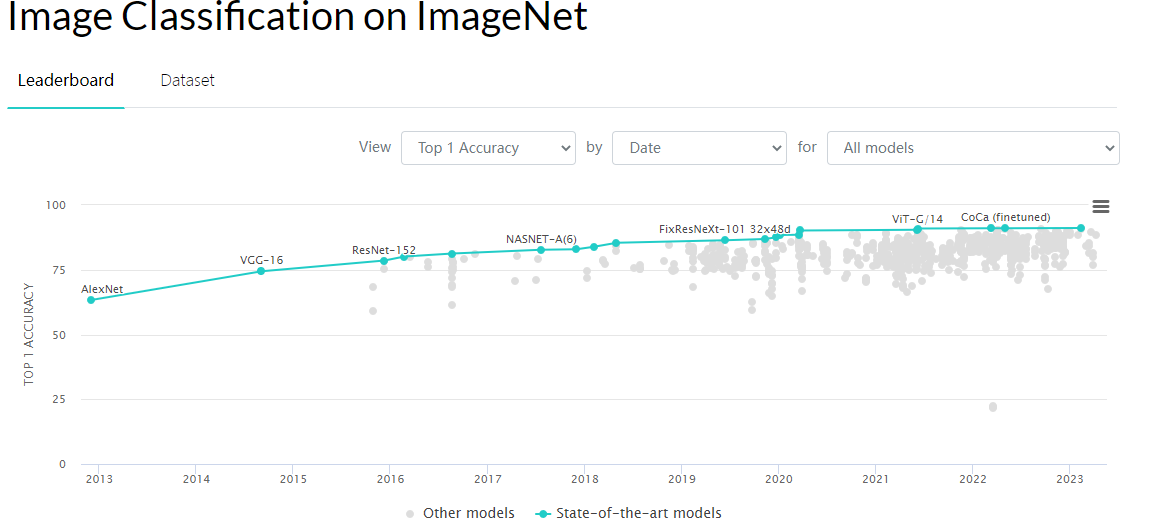 Image Classification on ImageNet
Leaderboard Dataset
View Top 1 Accuracy by Date for All models
TOP 1 ACCURACY
100
75
50
25
0
AlexNet
VGG-16
ResNet-152
NASNET-A(6)
FixResNeXt-101 32x48d
ViT-G/14
CoCa (finetuned)
2013 2014 2015 2016 2017 2018 2019 2020 2021 2022 2023
Other models State-of-the-art models